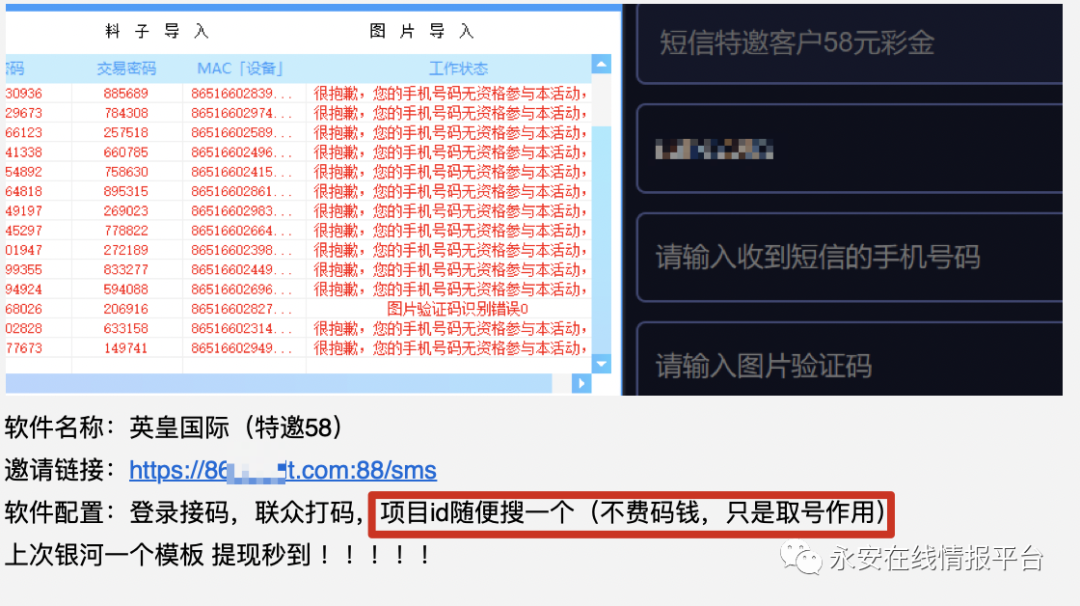 料子导入 图片导入
短信特邀客户58元彩金
码 交易密码 MAC「设备」 工作状态
30936 885689 86516602839... 很抱歉，您的手机号码无资格参与本活动，
29673 784308 86516602974... 很抱歉，您的手机号码无资格参与本活动，
66123 257518 86516602589... 很抱歉，您的手机号码无资格参与本活动，
41338 660785 86516602496... 很抱歉，您的手机号码无资格参与本活动，
54892 758630 86516602415... 很抱歉，您的手机号码无资格参与本活动，
64818 895315 86516602861... 很抱歉，您的手机号码无资格参与本活动，
49197 269023 86516602983... 很抱歉，您的手机号码无资格参与本活动，
45297 778822 86516602664... 很抱歉，您的手机号码无资格参与本活动，
01947 272189 86516602398... 很抱歉，您的手机号码无资格参与本活动，
99355 833277 86516602449... 很抱歉，您的手机号码无资格参与本活动，
94924 594088 86516602696... 很抱歉，您的手机号码无资格参与本活动，
68026 206916 86516602827... 图片验证码识别错误0
02828 633158 86516602314... 很抱歉，您的手机号码无资格参与本活动，
77673 149741 86516602949... 很抱歉，您的手机号码无资格参与本活动，
请输入收到短信的手机号码
请输入图片验证码
软件名称：英皇国际（特邀58）
邀请链接：https://86 t.com:88/sms
软件配置：登录接码，联众打码，项目id随便搜一个（不费码钱，只是取号作用）
上次银河一个模板 提现秒到！！！！！
永安在线情报平台